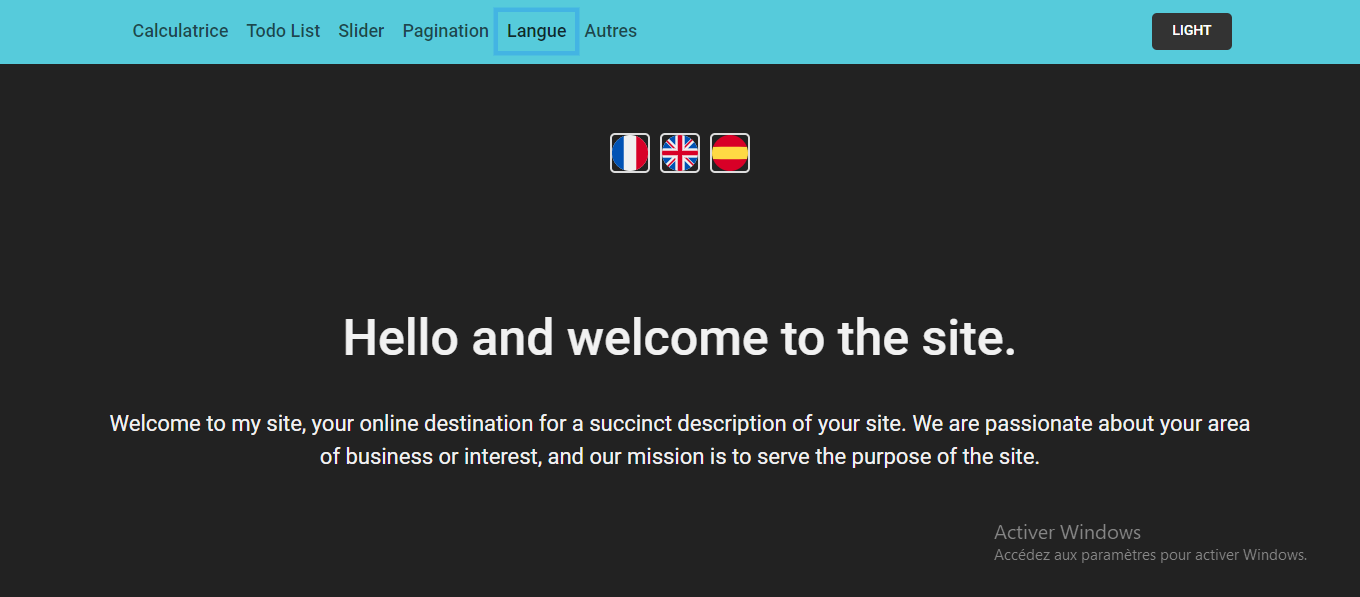 Calculatrice Todo List Slider Pagination Langue Autres LIGHT
Hello and welcome to the site.
Welcome to my site, your online destination for a succinct description of your site. We are passionate about your area
of business or interest, and our mission is to serve the purpose of the site.
Activer Windows
Accédez aux paramètres pour activer Windows.